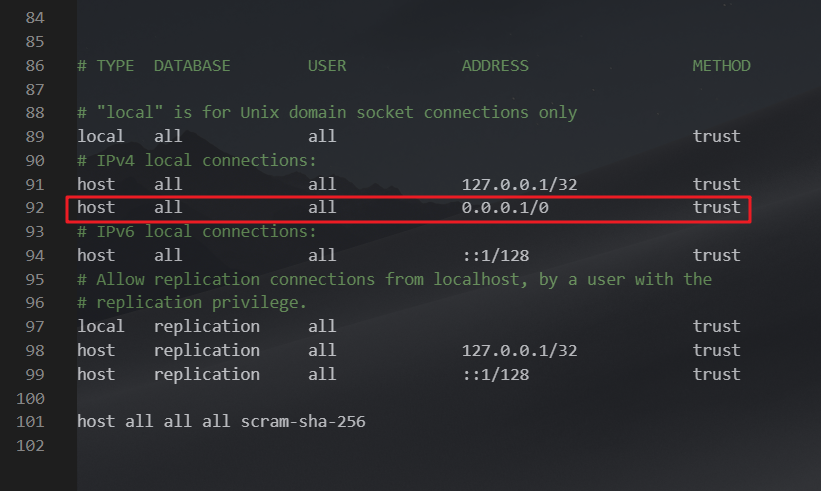 84
85
86 # TYPE  DATABASE        USER            ADDRESS                 METHOD
87
88 # "local" is for Unix domain socket connections only
89 local   all             all                                     trust
90 # IPv4 local connections:
91 host    all             all             127.0.0.1/32            trust
92 host    all             all             0.0.0.1/0               trust
93 # IPv6 local connections:
94 host    all             all             ::1/128                 trust
95 # Allow replication connections from localhost, by a user with the
96 # replication privilege.
97 local   replication     all                                     trust
98 host    replication     all             127.0.0.1/32            trust
99 host    replication     all             ::1/128                 trust
100
101 host all all all scram-sha-256
102